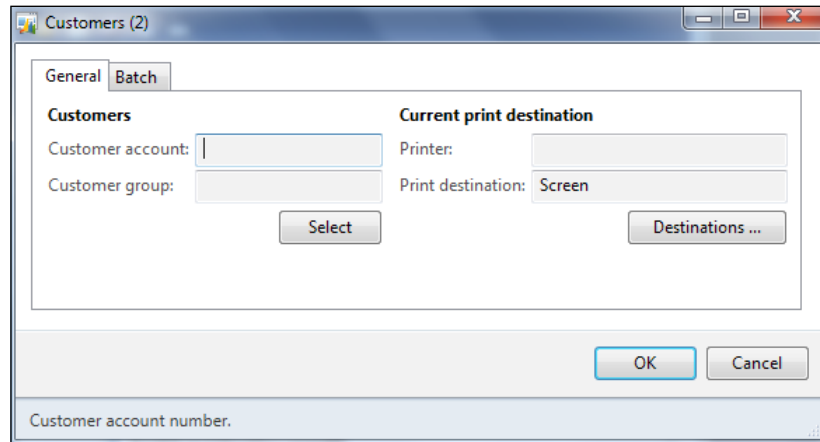 Customers (2)
General Batch
Customers
Customer account:
Customer group:
Select
Current print destination
Printer:
Print destination: Screen
Destinations ...
OK Cancel
Customer account number.